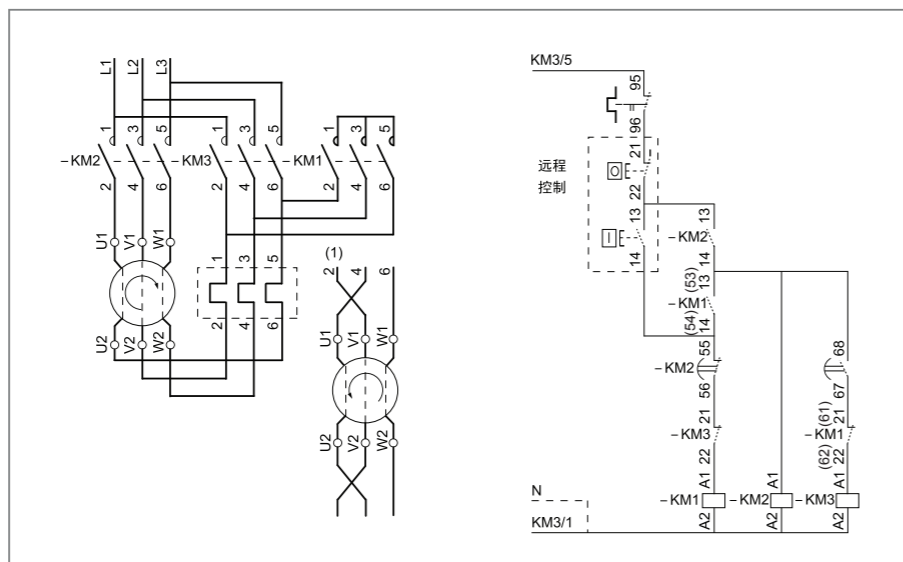 L1 L2 L3
1 3 5 1 3 5 1 3 5
–KM2 –KM3 –KM1
2 4 6 2 4 6 2 4 6
U1 V1 W1
(1)
1 3 5
2 4 6
2 4 6
U2 V2 W2
U1 V1 W1
U2 V2 W2
KM3/5
95
96
21
远程
控制
O
22
13
I
14
13
–KM2
14
13 (53)
–KM1
14 (54)
55
–KM2
56
68
67
21
–KM3
22
21 (61)
–KM1
22 (62)
A1 A1 A1
–KM1 –KM2 –KM3
A2 A2 A2
N
KM3/1